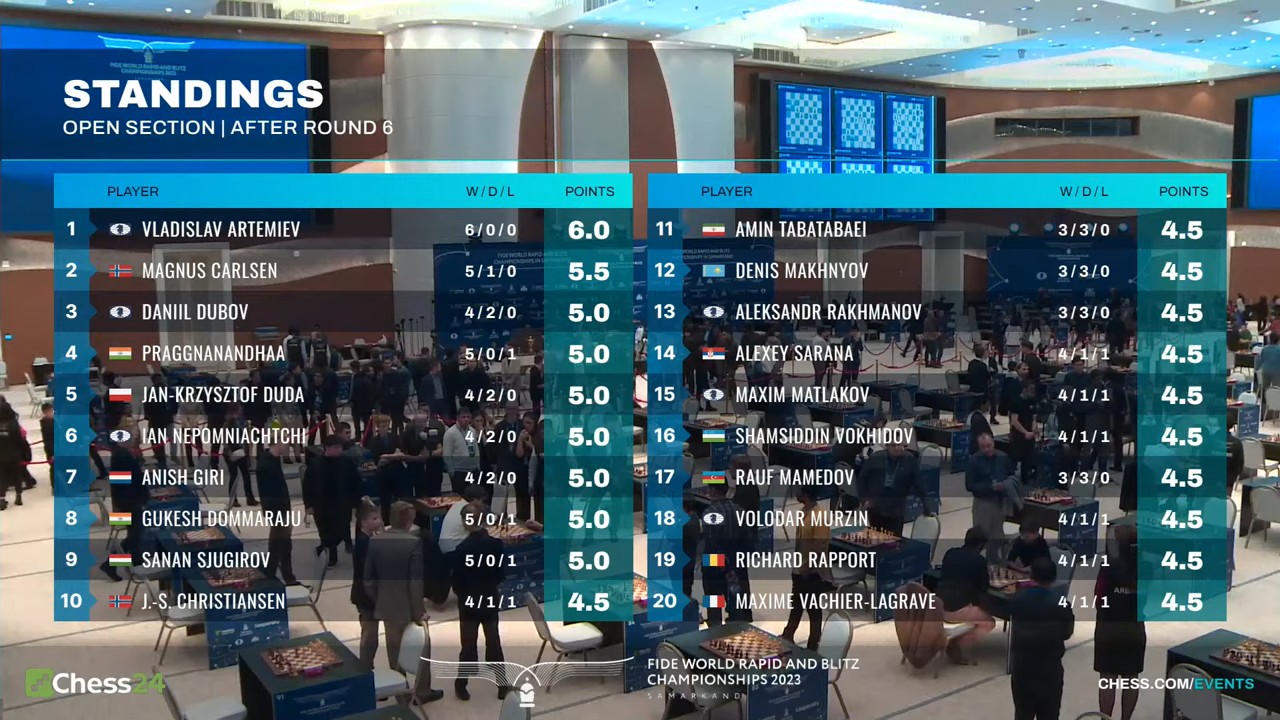 FIDE WORLD RAPID AND BLITZ
CHAMPIONSHIPS 2023
STANDINGS
OPEN SECTION | AFTER ROUND 6
PLAYER W / D / L POINTS
1 VLADISLAV ARTEMIEV 6 / 0 / 0 6.0
2 MAGNUS CARLSEN 5 / 1 / 0 5.5
3 DANIIL DUBOV 4 / 2 / 0 5.0
4 PRAGGNANANDHAA 5 / 0 / 1 5.0
5 JAN-KRZYSZTOF DUDA 4 / 2 / 0 5.0
6 IAN NEPOMNIACHTCHI 4 / 2 / 0 5.0
7 ANISH GIRI 4 / 2 / 0 5.0
8 GUKESH DOMMARAJU 5 / 0 / 1 5.0
9 SANAN SJUGIROV 5 / 0 / 1 5.0
10 J.-S. CHRISTIANSEN 4 / 1 / 1 4.5
PLAYER W / D / L POINTS
11 AMIN TABATABAEI 3 / 3 / 0 4.5
12 DENIS MAKHNYOV 3 / 3 / 0 4.5
13 ALEKSANDR RAKHMANOV 3 / 3 / 0 4.5
14 ALEXEY SARANA 4 / 1 / 1 4.5
15 MAXIM MATLAKOV 4 / 1 / 1 4.5
16 SHAMSIDDIN VOKHIDOV 4 / 1 / 1 4.5
17 RAUF MAMEDOV 3 / 3 / 0 4.5
18 VOLODAR MURZIN 4 / 1 / 1 4.5
19 RICHARD RAPPORT 4 / 1 / 1 4.5
20 MAXIME VACHIER-LAGRAVE 4 / 1 / 1 4.5
Chess24
FIDE WORLD RAPID AND BLITZ
CHAMPIONSHIPS 2023
SAMARKAND
CHESS.COM/EVENTS